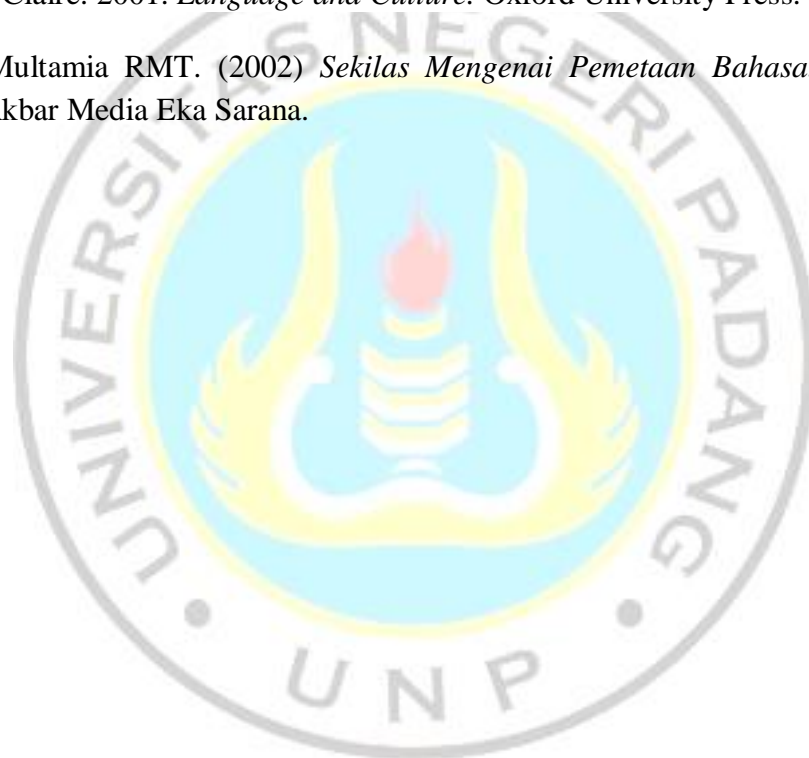 Claire. 2001. Language and Culture. Oxford University Press.
Multamia RMT. (2002) Sekilas Mengenai Pemetaan Bahasa
Akbar Media Eka Sarana.
UNIVERSITAS NEGERI PADANG
• UNP •